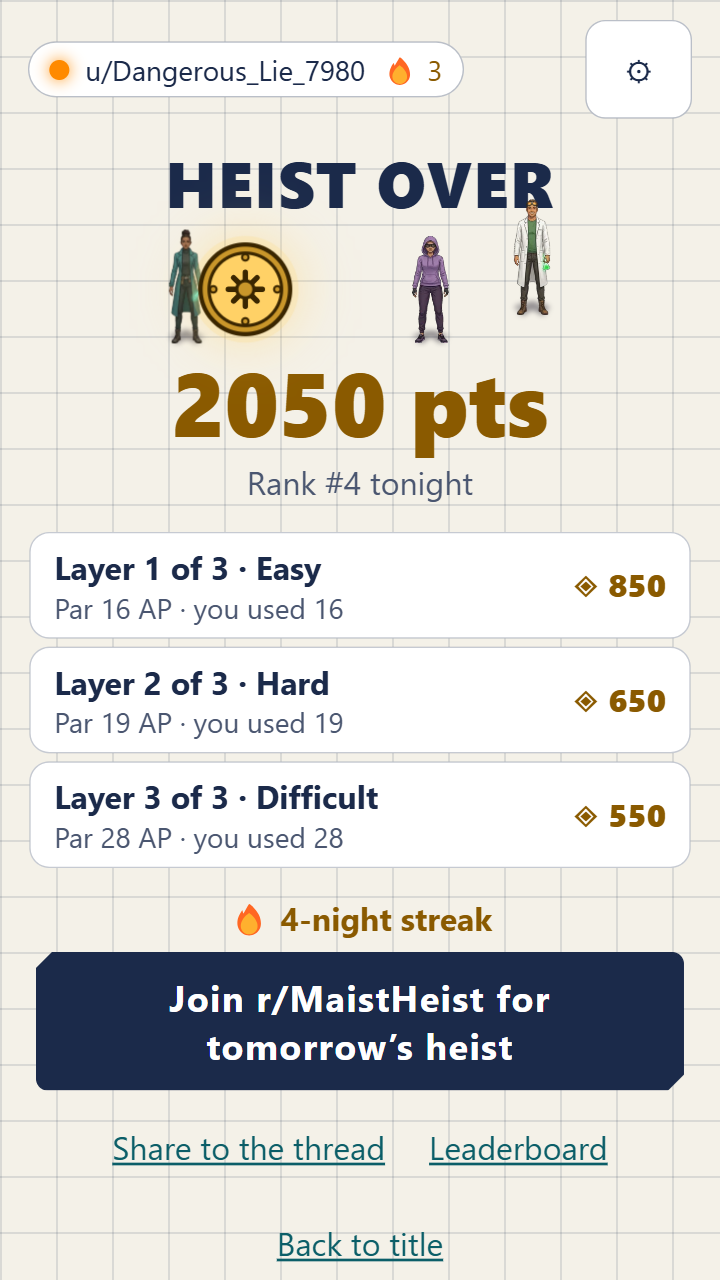 u/Dangerous_Lie_7980 🔥 3
HEIST OVER
2050 pts
Rank #4 tonight
Layer 1 of 3 · Easy
Par 16 AP · you used 16
850
Layer 2 of 3 · Hard
Par 19 AP · you used 19
650
Layer 3 of 3 · Difficult
Par 28 AP · you used 28
550
🔥 4-night streak
Join r/MaistHeist for
tomorrow’s heist
Share to the thread
Leaderboard
Back to title